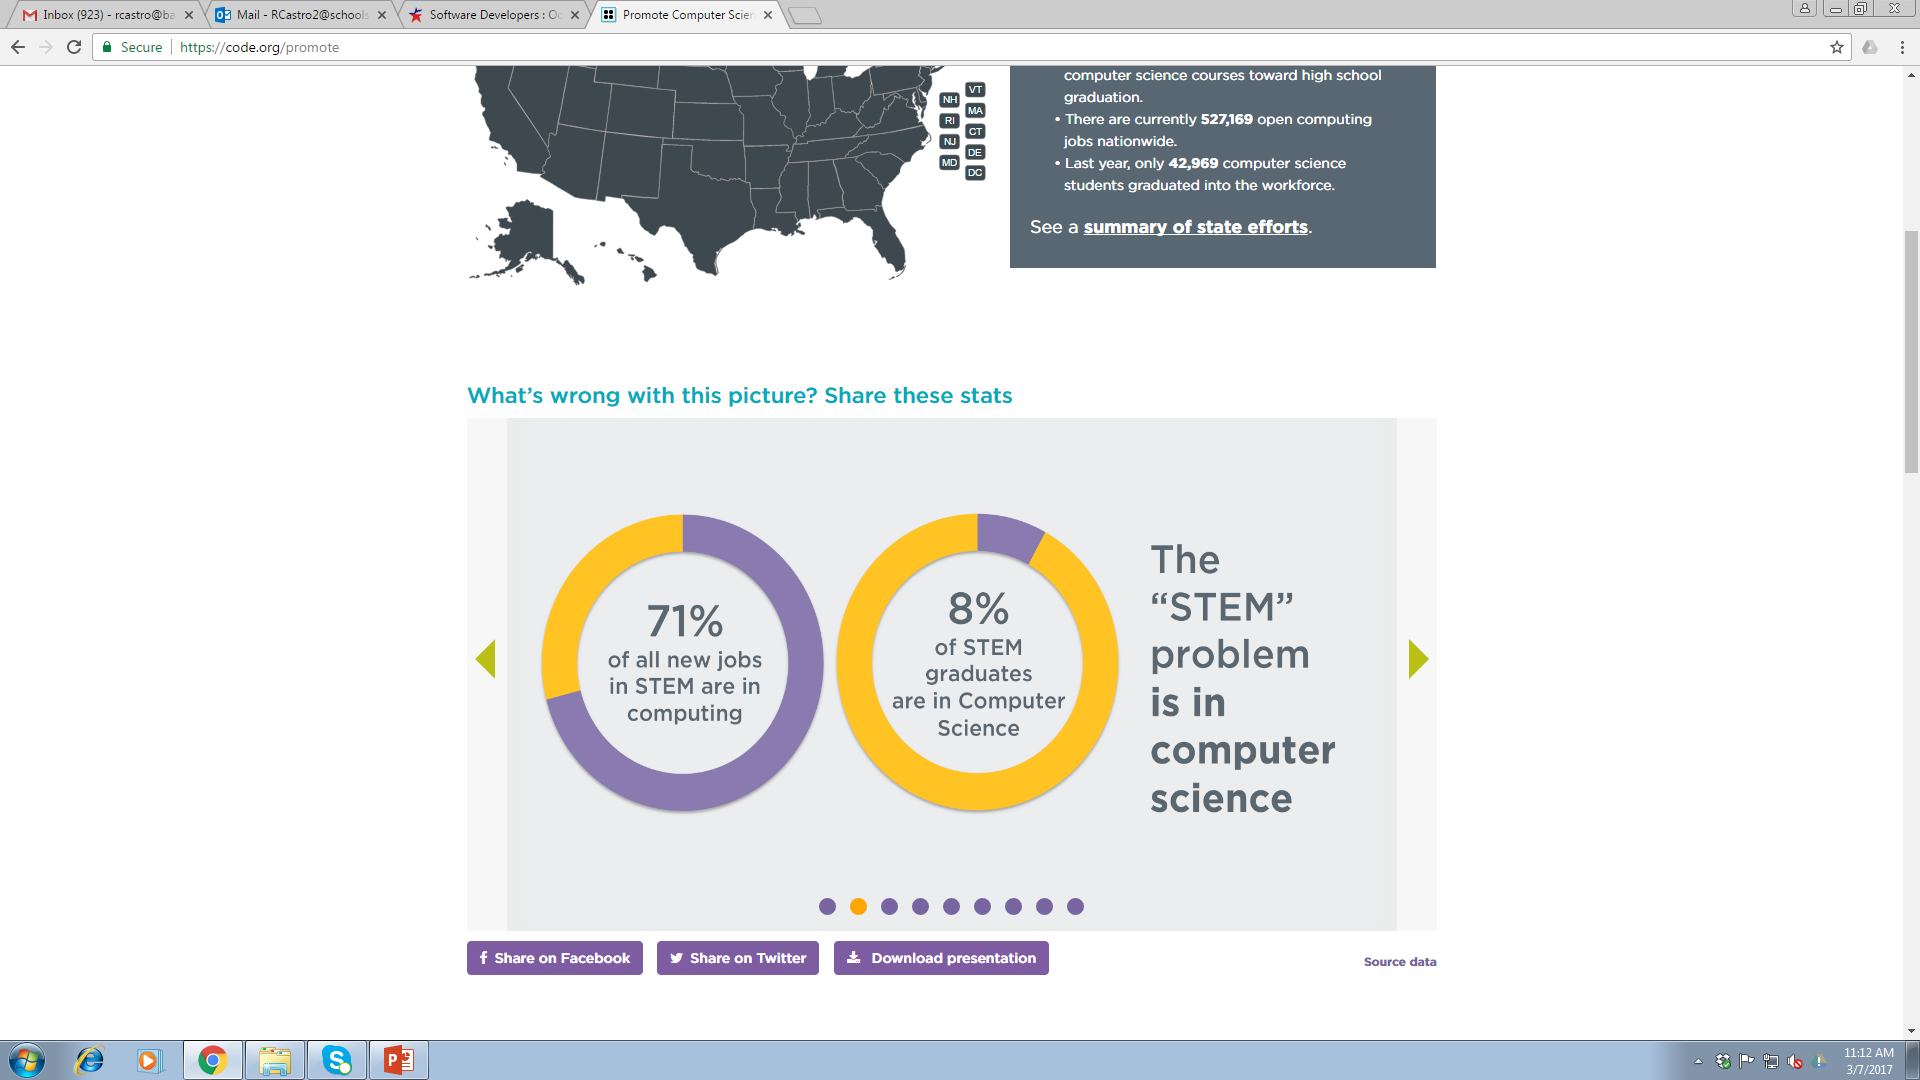 Inbox (923) - rcastro@ba
Mail - RCastro2@schools
Software Developers : Oc
Promote Computer Scien
Secure
https://code.org/promote
computer science courses toward high school
graduation.
• There are currently 527,169 open computing
jobs nationwide.
• Last year, only 42,969 computer science
students graduated into the workforce.
See a summary of state efforts.
VT
NH
MA
RI
CT
NJ
DE
MD
DC
What's wrong with this picture? Share these stats
71%
of all new jobs
in STEM are in
computing
8%
of STEM
graduates
are in Computer
Science
The
“STEM”
problem
is in
computer
science
Share on Facebook
Share on Twitter
Download presentation
Source data
11:12 AM
3/7/2017